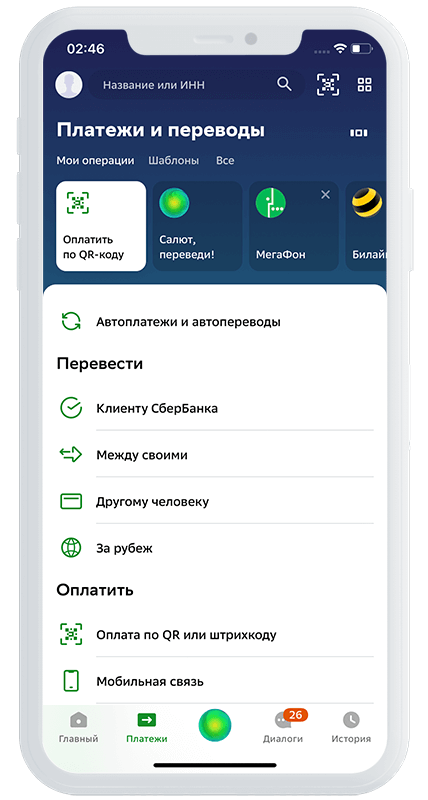 02:46
Название или ИНН
Платежи и переводы
Мои операции Шаблоны Все
Оплатить
по QR-коду
Салют,
переведи!
МегаФон
Билай
Автоплатежи и автопереводы
Перевести
Клиенту СберБанка
Между своими
Другому человеку
За рубеж
Оплатить
Оплата по QR или штрихкоду
Мобильная связь
26
Главный Платежи Диалоги История